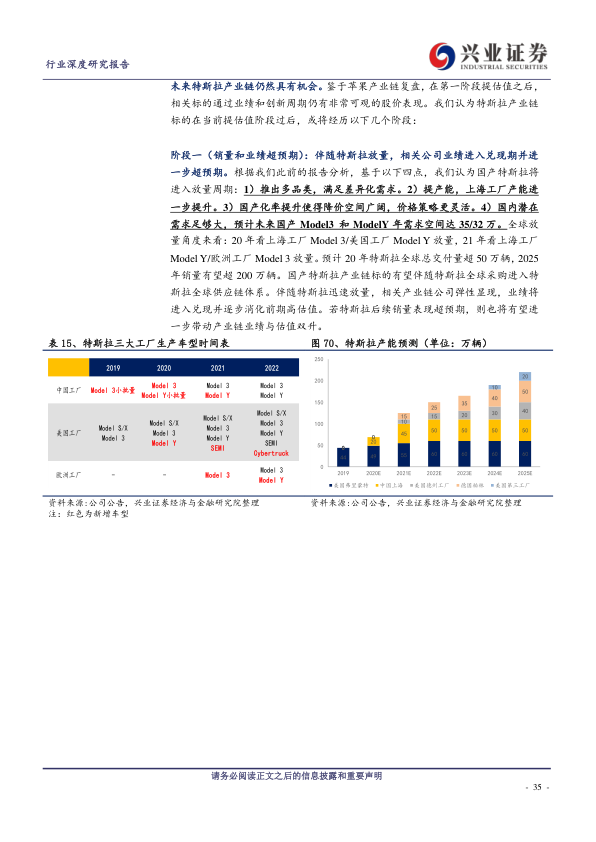 行业深度研究报告
兴业证券
INDUSTRIAL SECURITIES
未来特斯拉产业链仍然具有机会。鉴于苹果产业链复盘，在第一阶段提估值之后，
相关标的通过业绩和创新周期仍有非常可观的股价表现。我们认为特斯拉产业链
标的在当前提估值阶段过后，或将经历以下几个阶段：
阶段一（销量和业绩超预期）：伴随特斯拉放量，相关公司业绩进入兑现期并进
一步超预期。根据我们此前的报告分析，基于以下四点，我们认为国产特斯拉将
进入放量周期：1）推出多品类，满足差异化需求。2）提产能，上海工厂产能进
一步提升。3）国产化率提升使得降价空间广阔，价格策略更灵活。4）国内潜在
需求足够大，预计未来国产 Model3 和 ModelY 年需求空间达 35/32 万。全球放
量角度来看：20 年看上海工厂 Model 3/美国工厂 Model Y 放量，21 年看上海工厂
Model Y/欧洲工厂 Model 3 放量。预计 20 年特斯拉全球总交付量超 50 万辆，2025
年销量有望超 200 万辆。国产特斯拉产业链标的有望伴随特斯拉全球采购进入特
斯拉全球供应链体系。伴随特斯拉迅速放量，相关产业链公司弹性显现，业绩将
进入兑现并逐步消化前期高估值。若特斯拉后续销量表现超预期，则也将有望进
一步带动产业链业绩与估值双升。
表 15、特斯拉三大工厂生产车型时间表
2019 2020 2021 2022
中国工厂 Model 3小批量 Model 3 Model Y小批量 Model 3 Model Y Model 3 Model Y
美国工厂 Model S/X Model 3 Model S/X Model 3 Model Y Model S/X Model 3 Model Y SEMI Model S/X Model 3 Model Y SEMI Cybertruck
欧洲工厂 - - Model 3 Model 3 Model Y
资料来源:公司公告，兴业证券经济与金融研究院整理
注：红色为新增车型
图 70、特斯拉产能预测（单位：万辆）
250
200
150
100
50
0
20
10 60
40 40
35 30
25 20
15 15
10
45 50 50 50 50
20
2019 2020E 2021E 2022E 2023E 2024E 2025E
美国弗里蒙特 中国上海 美国德州工厂 德国柏林 美国第三工厂
资料来源:公司公告，兴业证券经济与金融研究院整理
请务必阅读正文之后的信息披露和重要声明
- 35 -